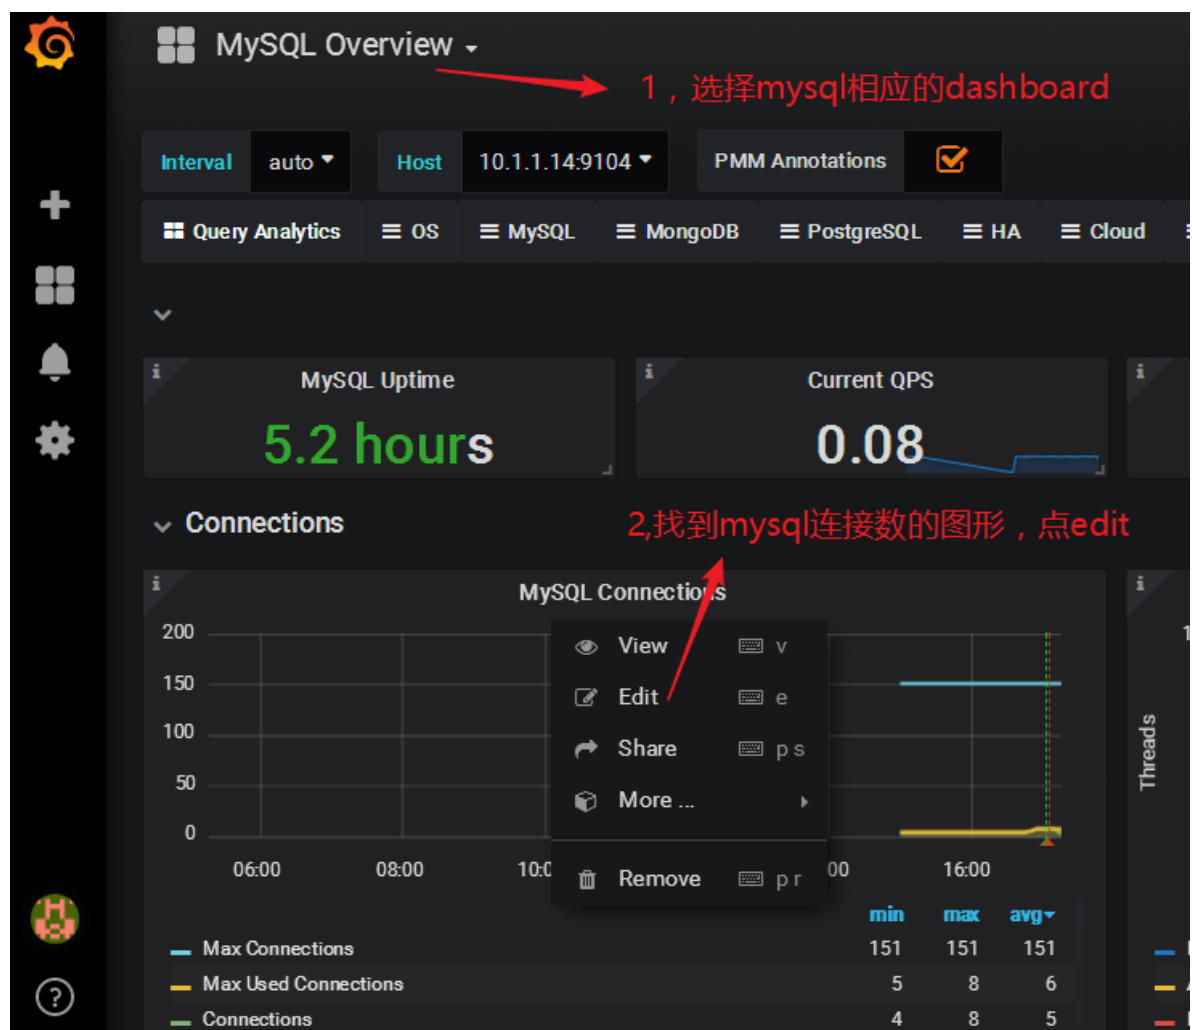 MySQL Overview
1，选择mysql相应的dashboard
Interval auto Host 10.1.1.14:9104 PMM Annotations
Query Analytics OS MySQL MongoDB PostgreSQL HA Cloud
MySQL Uptime Current QPS
5.2 hours 0.08
Connections
2,找到mysql连接数的图形，点edit
MySQL Connections
200
150
100
50
0
View v
Edit e
Share p s
More ...
Remove p r
Threads
06:00 08:00 16:00
min max avg
Max Connections 151 151 151
Max Used Connections 5 8 6
Connections 4 8 5